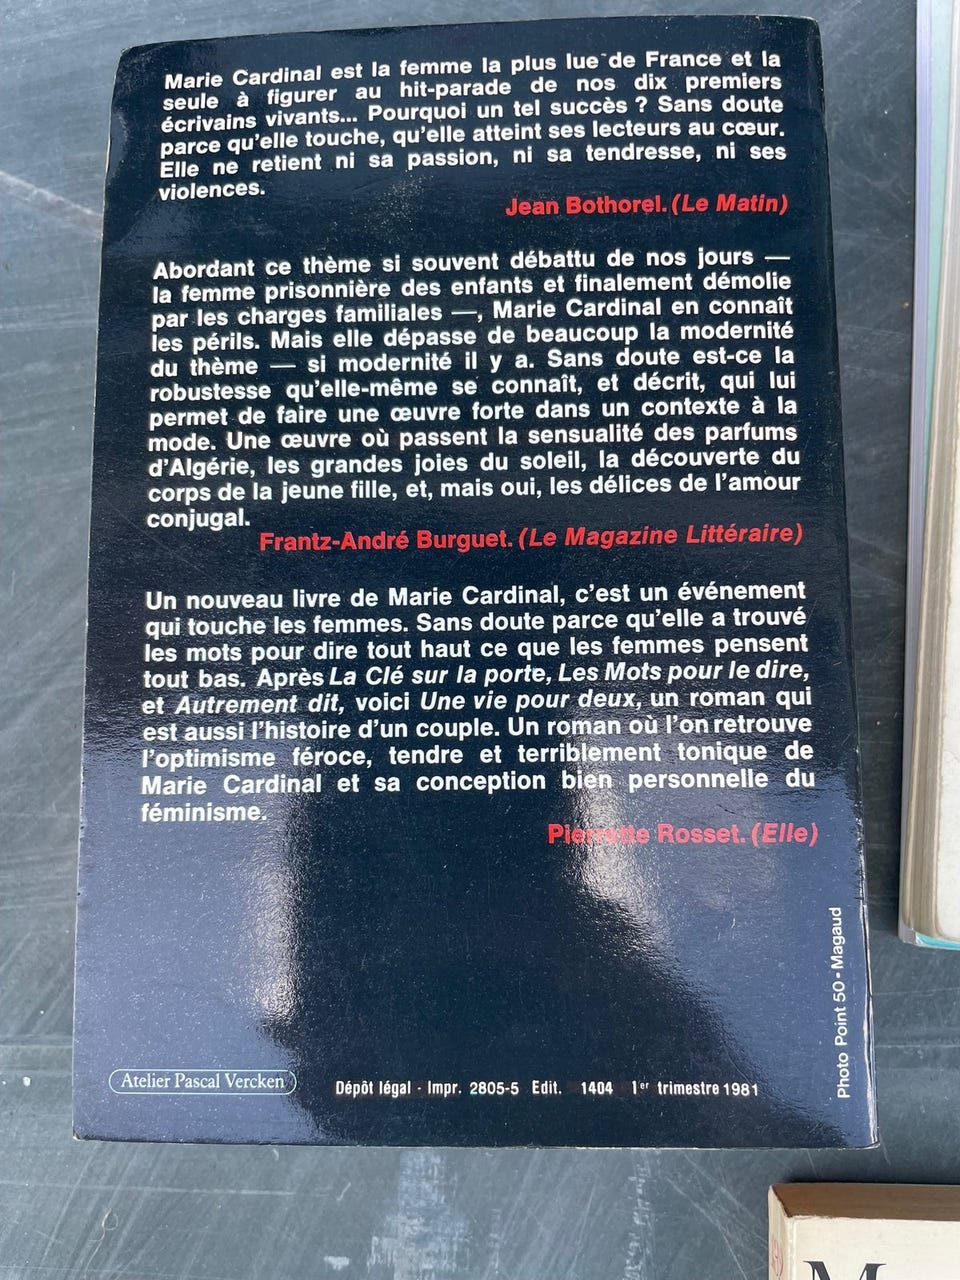 Marie Cardinal est la femme la plus lue de France et la
seule à figurer au hit-parade de nos dix premiers
écrivains vivants... Pourquoi un tel succès ? Sans doute
parce qu'elle touche, qu'elle atteint ses lecteurs au cœur.
Elle ne retient ni sa passion, ni sa tendresse, ni ses
violences.
Jean Bothorel. (Le Matin)
Abordant ce thème si souvent débattu de nos jours —
la femme prisonnière des enfants et finalement démolie
par les charges familiales —, Marie Cardinal en connaît
les périls. Mais elle dépasse de beaucoup la modernité
du thème — si modernité il y a. Sans doute est-ce la
robustesse qu'elle-même se connaît, et décrit, qui lui
permet de faire une œuvre forte dans un contexte à la
mode. Une œuvre où passent la sensualité des parfums
d'Algérie, les grandes joies du soleil, la découverte du
corps de la jeune fille, et, mais oui, les délices de l'amour
conjugal.
Frantz-André Burguet. (Le Magazine Littéraire)
Un nouveau livre de Marie Cardinal, c'est un événement
qui touche les femmes. Sans doute parce qu'elle a trouvé
les mots pour dire tout haut ce que les femmes pensent
tout bas. Après La Clé sur la porte, Les Mots pour le dire,
et Autrement dit, voici Une vie pour deux, un roman qui
est aussi l'histoire d'un couple. Un roman où l'on retrouve
l'optimisme féroce, tendre et terriblement tonique de
Marie Cardinal et sa conception bien personnelle du
féminisme.
Pierrette Rosset. (Elle)
Photo Point 50 - Magaud
Atelier Pascal Vercken
Dépôt légal - Impr. 2805-5 Edit. 1404 1er trimestre 1981